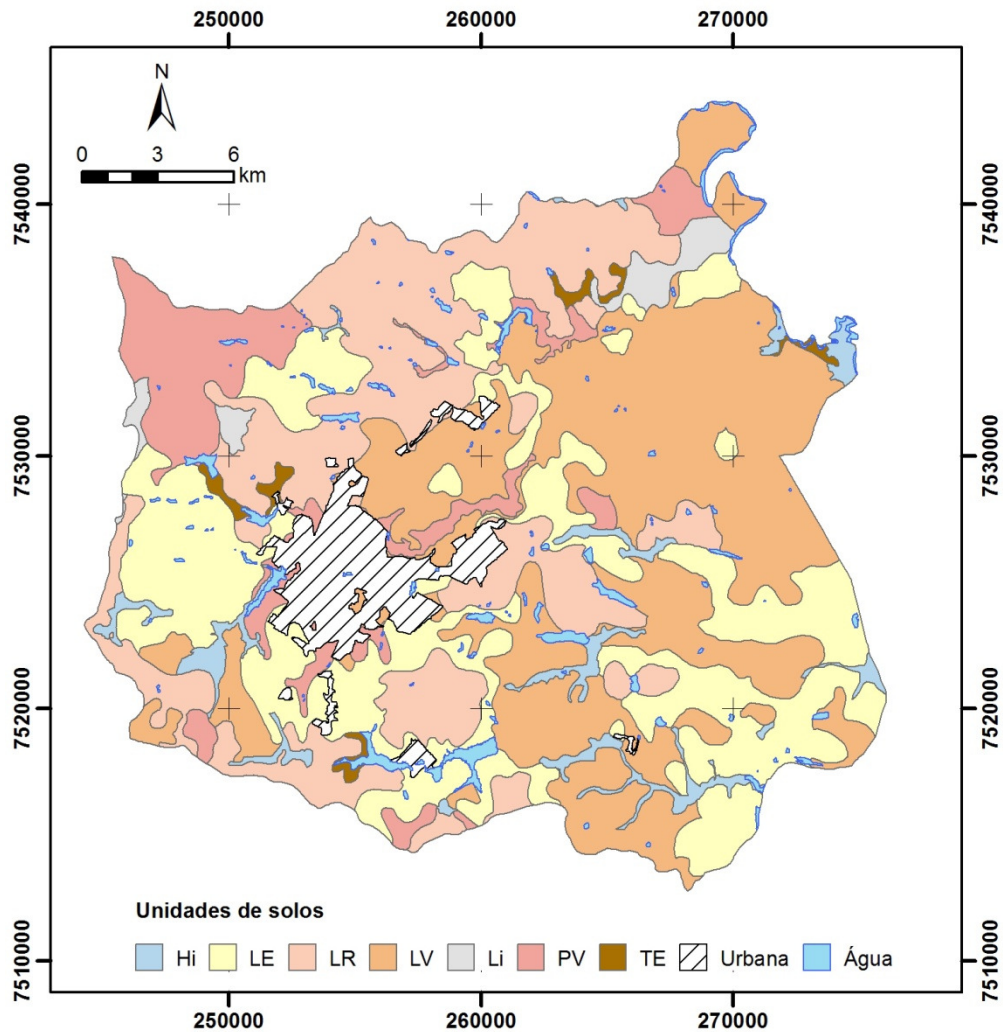 250000 260000 270000
N
0 3 6
km
7540000 7540000
7530000 7530000
7520000 7520000
Unidades de solos
Hi LE LR LV Li PV TE Urbana Água
7510000 7510000
250000 260000 270000